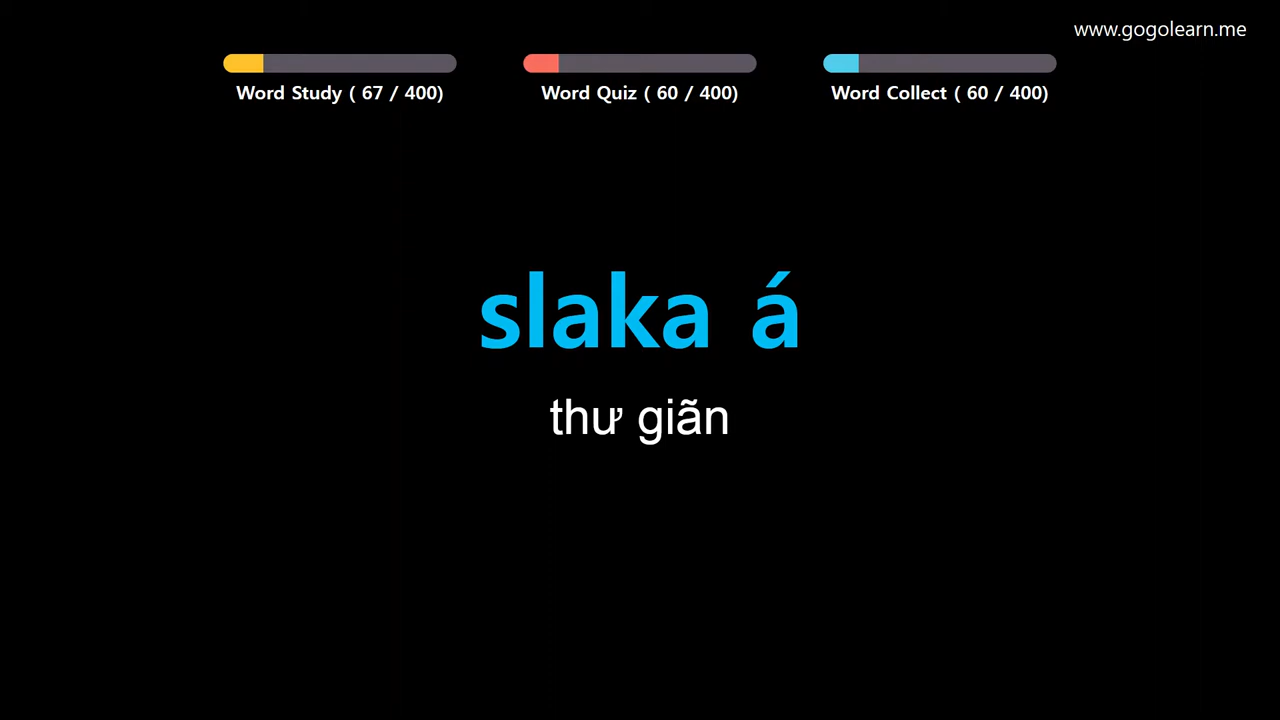 www.gogolearn.me
Word Study ( 67 / 400)
Word Quiz ( 60 / 400)
Word Collect ( 60 / 400)
slaka á
thư giãn